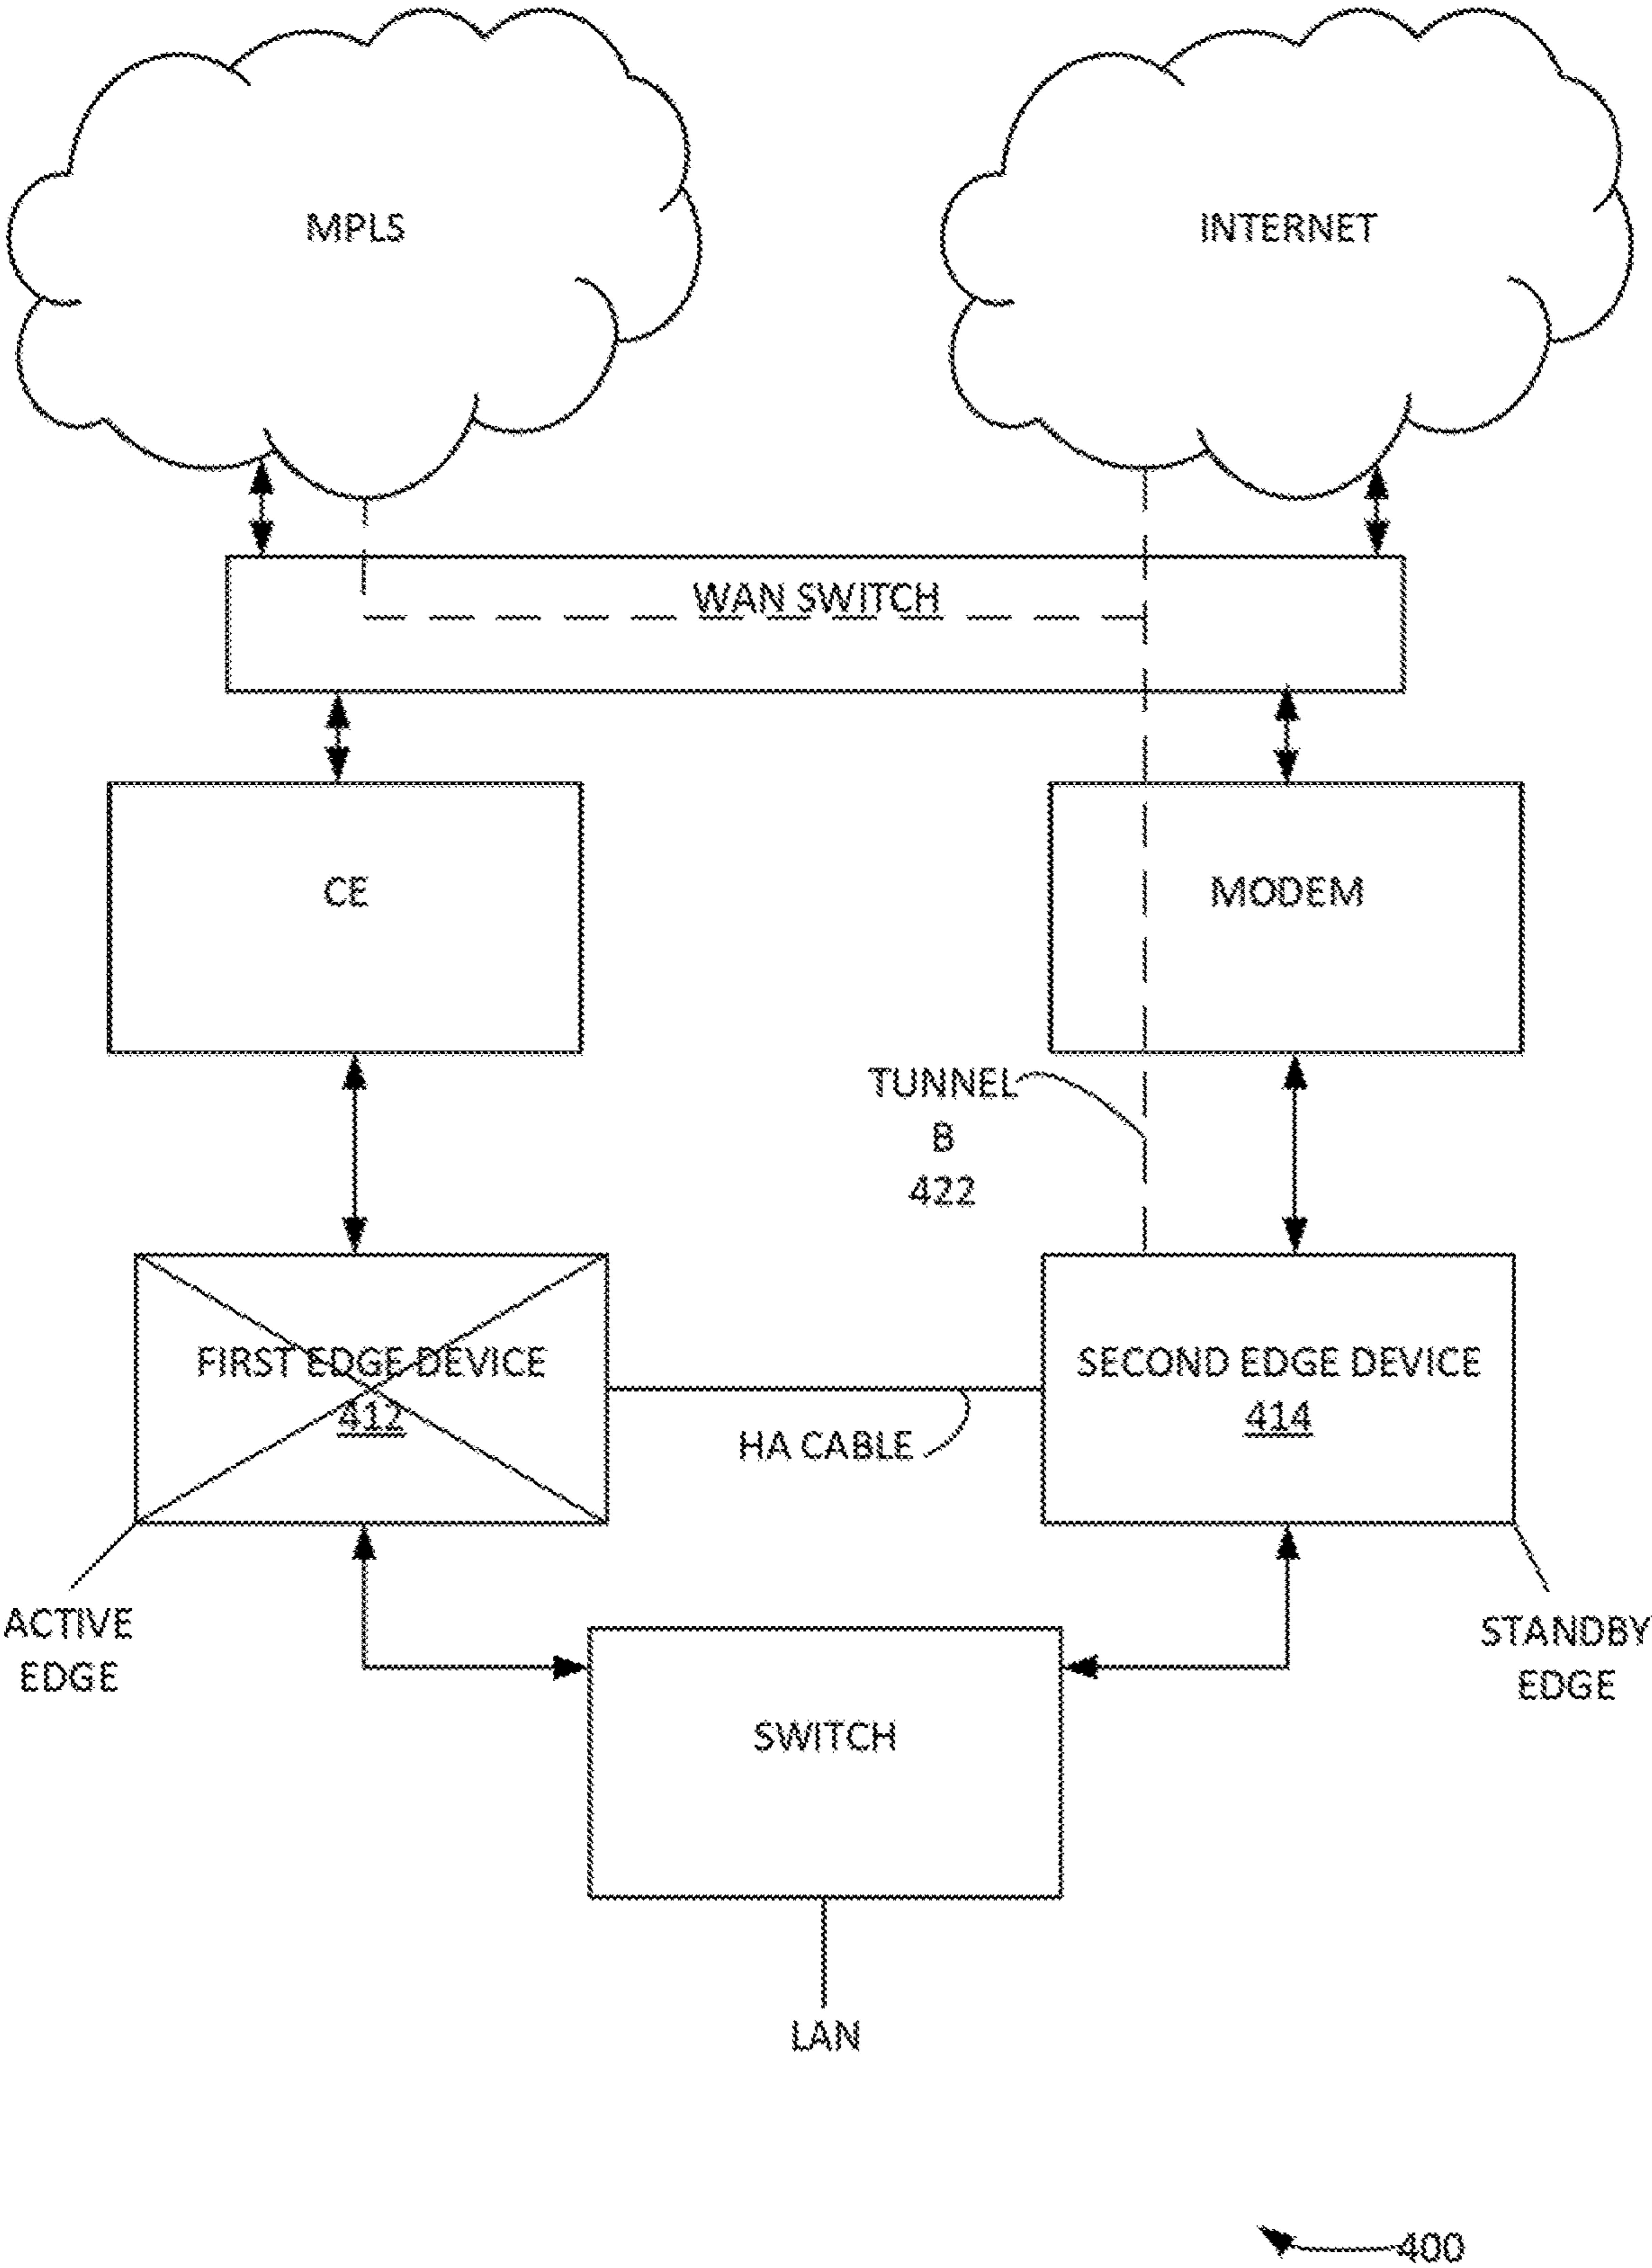 MPLS
INTERNET
WAN SWITCH
CE
MODEM
TUNNEL
B
422
FIRST EDGE DEVICE
412
SECOND EDGE DEVICE
414
HA CABLE
ACTIVE
EDGE
STANDBY
EDGE
SWITCH
LAN
400